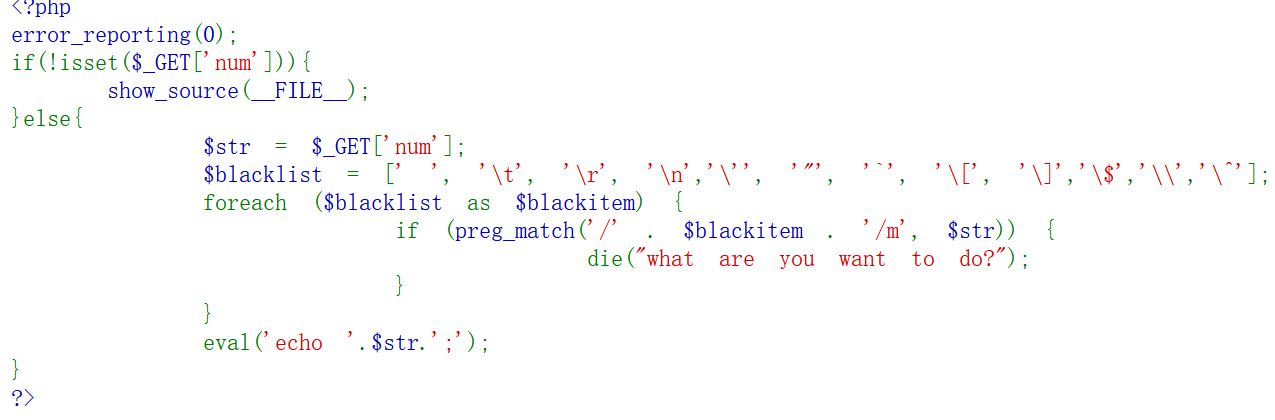 <?php
error_reporting(0);
if(!isset($_GET['num'])){
show_source(__FILE__);
}else{
$str = $_GET['num'];
$blacklist = [' ', '\t', '\r', '\n','\'', '"', '`', '\[', '\]','\$','\\','\^'];
foreach ($blacklist as $blackitem) {
if (preg_match('/' . $blackitem . '/m', $str)) {
die("what are you want to do?");
}
}
eval('echo '.$str.';');
}
?>